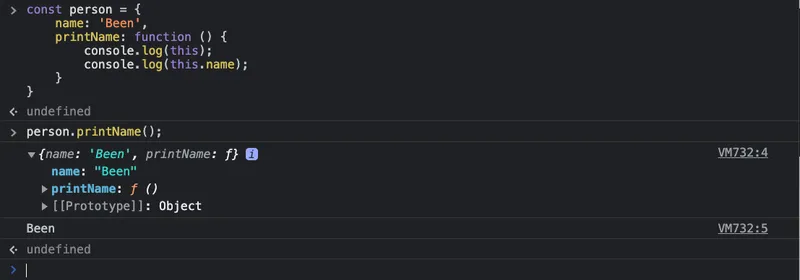 const person = {
    name: 'Been',
    printName: function () {
        console.log(this);
        console.log(this.name);
    }
}
undefined
person.printName();
{name: 'Been', printName: ƒ} i VM732:4
name: "Been"
printName: ƒ ()
[[Prototype]]: Object
Been VM732:5
undefined